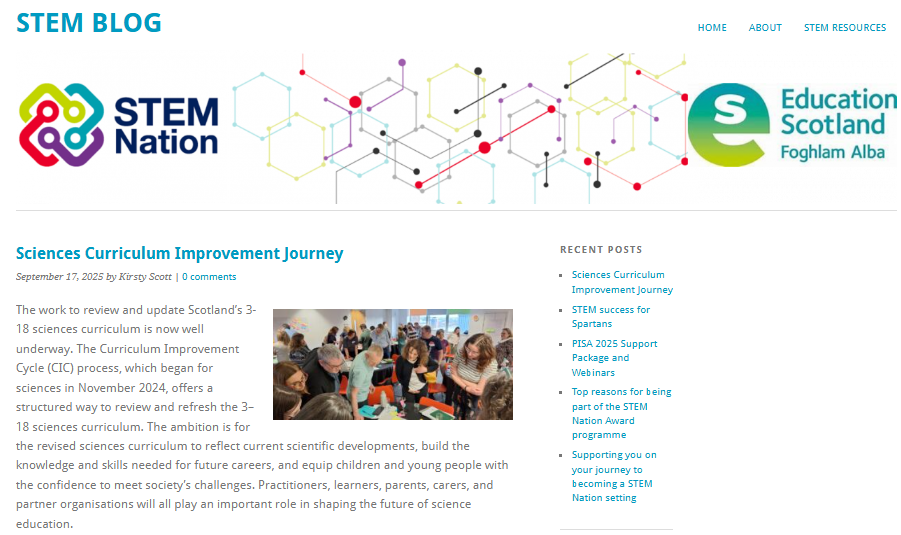 STEM BLOG
HOME
ABOUT
STEM RESOURCES
STEM
Nation
Education
Scotland
Foghlam Alba
Sciences Curriculum Improvement Journey
September 17, 2025 by Kirsty Scott | 0 comments
The work to review and update Scotland's 3-
18 sciences curriculum is now well
underway. The Curriculum Improvement
Cycle (CIC) process, which began for
sciences in November 2024, offers a
structured way to review and refresh the 3–
18 sciences curriculum. The ambition is for
the revised sciences curriculum to reflect current scientific developments, build the
knowledge and skills needed for future careers, and equip children and young people with
the confidence to meet society's challenges. Practitioners, learners, parents, carers, and
partner organisations will all play an important role in shaping the future of science
education.
RECENT POSTS
Sciences Curriculum
Improvement Journey
STEM success for
Spartans
PISA 2025 Support
Package and
Webinars
Top reasons for being
part of the STEM
Nation Award
programme
Supporting you on
your journey to
becoming a STEM
Nation setting